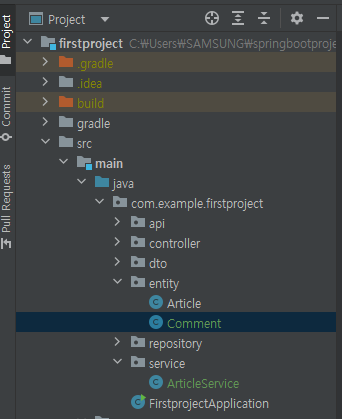 Project
Commit
Pull Requests
Project
firstproject C:₩Users₩SAMSUNG₩springbootproje
.gradle
.idea
build
gradle
src
main
java
com.example.firstproject
api
controller
dto
entity
Article
Comment
repository
service
ArticleService
FirstprojectApplication